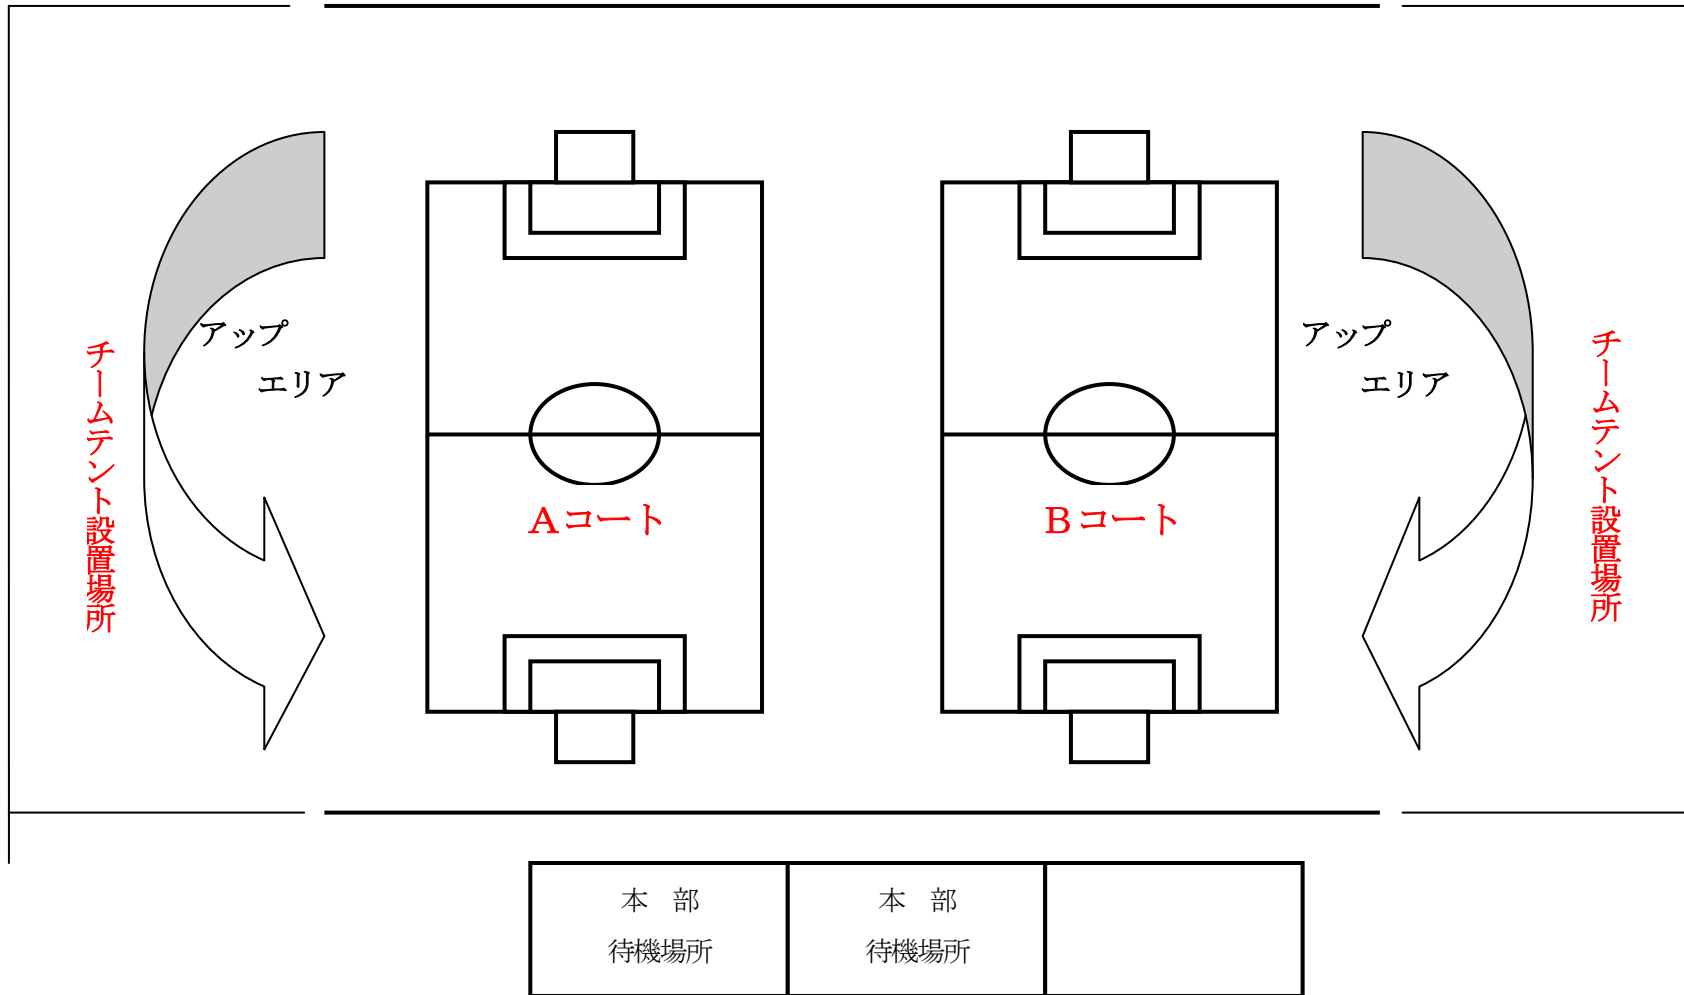 アップ
エリア
アップ
エリア
チームテント設置場所
チームテント設置場所
Aコート
Bコート
本　部
待機場所
本　部
待機場所